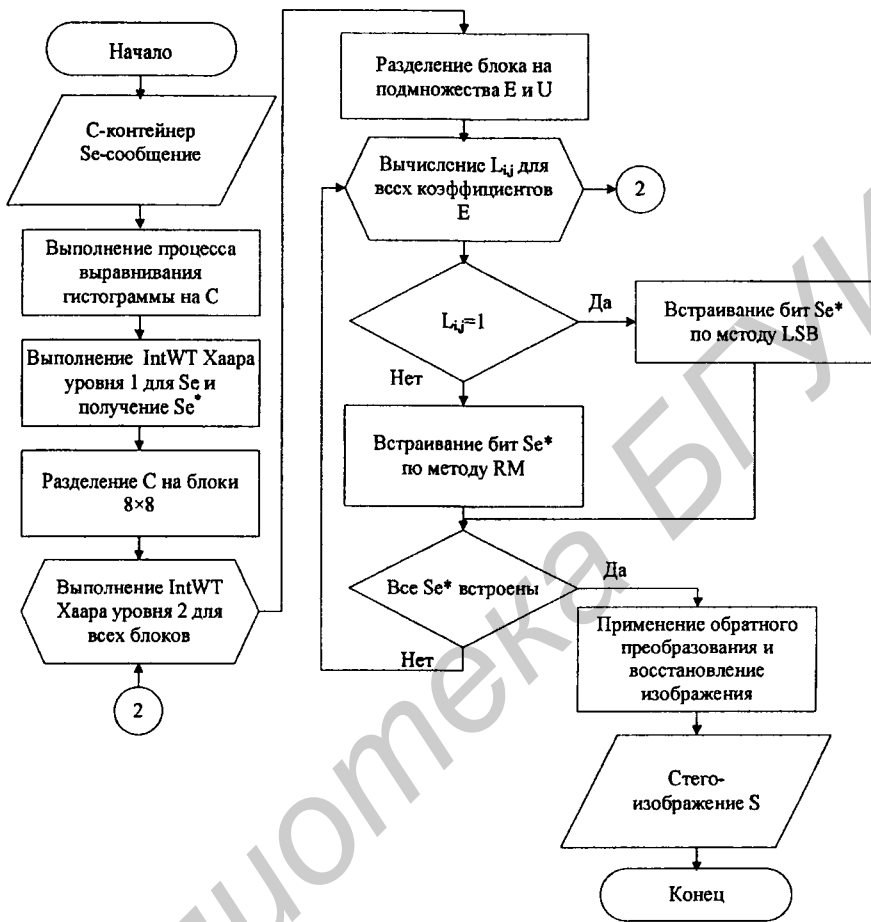 Начало
С-контейнер
Se-сообщение
Выполнение процесса
выравнивания
гистограммы на С
Выполнение IntWT Хаара
уровня 1 для Se и
получение Se*
Разделение С на блоки
8×8
Выполнение IntWT
Хаара уровня 2 для
всех блоков
2
Разделение блока на
подмножества E и U
Вычисление Li,j для
всех коэффициентов
E
2
Li,j=1
Да
Встраивание бит Se*
по методу LSB
Нет
Встраивание бит Se*
по методу RM
Все Se* встроены
Да
Нет
Применение обратного
преобразования и
восстановление
изображения
Стего-
изображение S
Конец